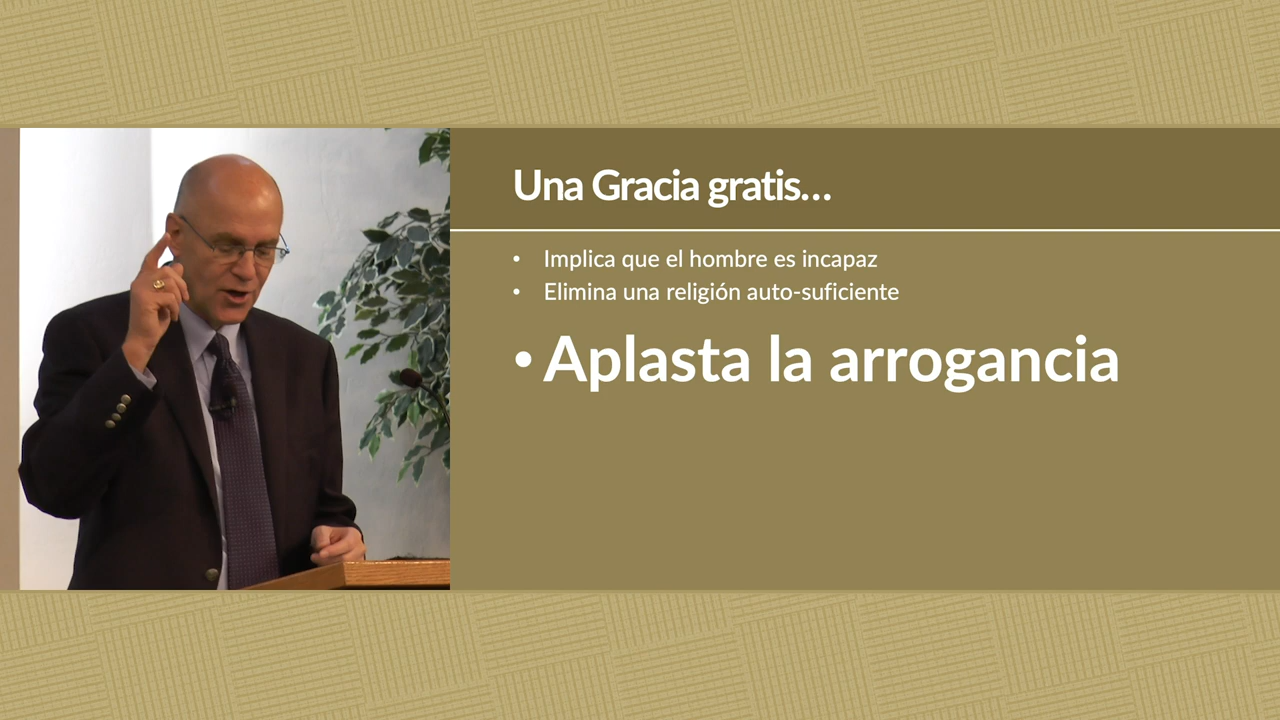 Una Gracia gratis...
• Implica que el hombre es incapaz
• Elimina una religión auto-suficiente
• Aplasta la arrogancia